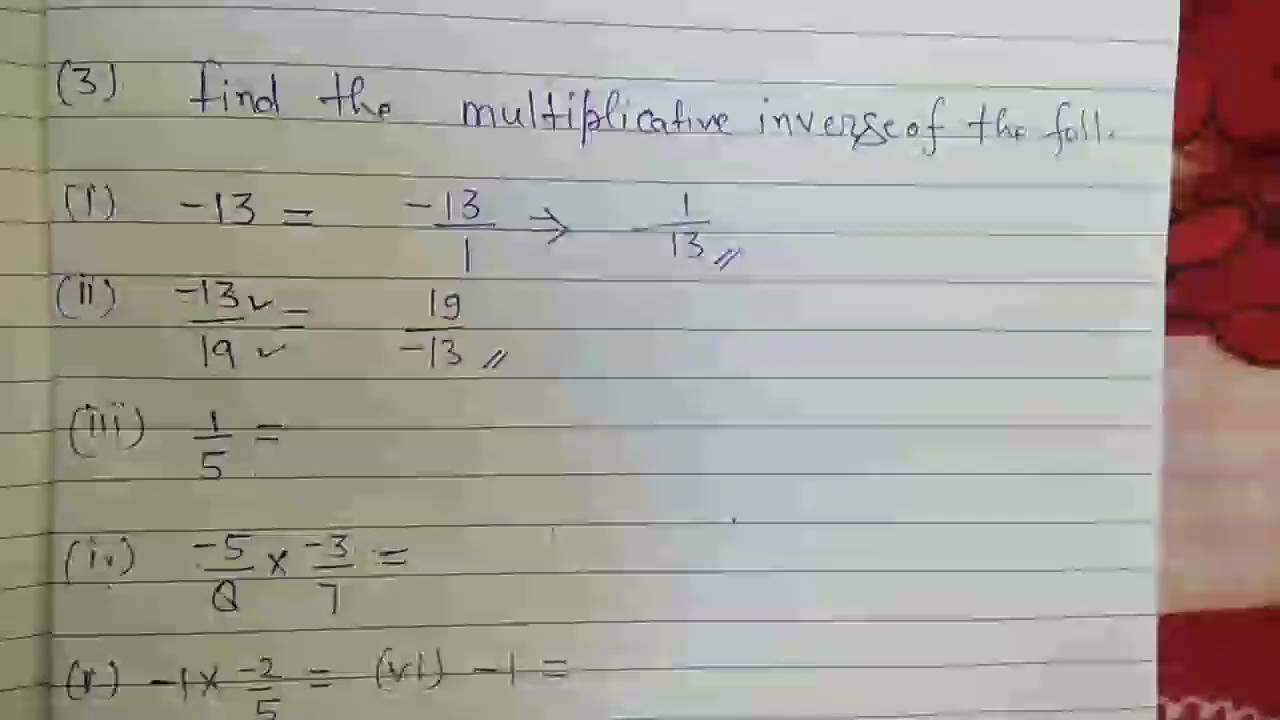 (3) find the multiplicative inverse of the foll.
(i) -13 = -13/1 → -1/13 //
(ii) -13/19 = 19/-13 //
(iii) 1/5 =
(iv) -5/8 × -3/7 =
(v) -1 × -2/5 = (vi) -1 =